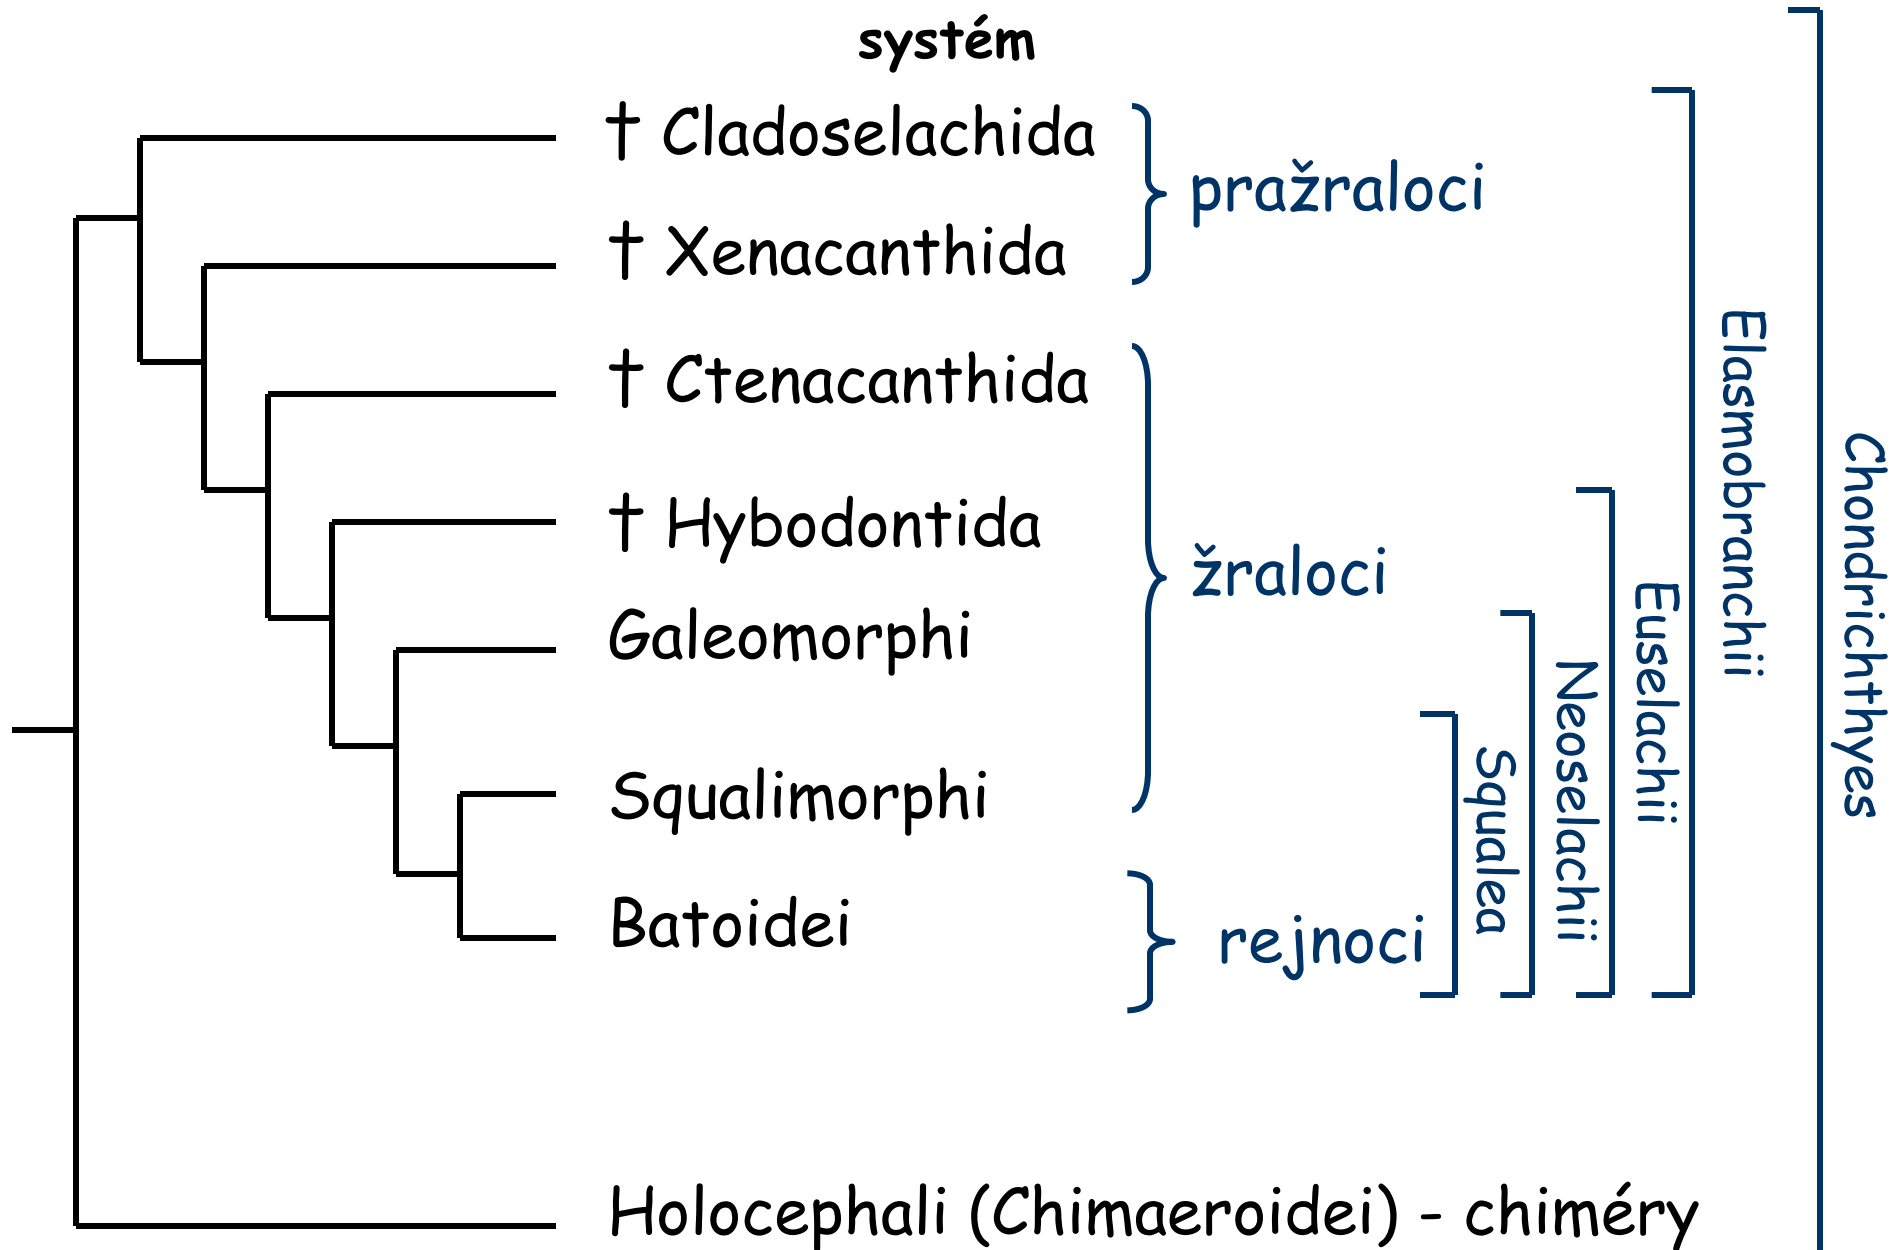 systém
† Cladoselachida
pražraloci
† Xenacanthida
† Ctenacanthida
† Hybodontida
žraloci
Galeomorphi
Squalimorphi
Batoidei
rejnoci
Squalea
Neoselachii
Euselachii
Elasmobranchii
Chondrichthyes
Holocephali (Chimaeroidei) - chiméry